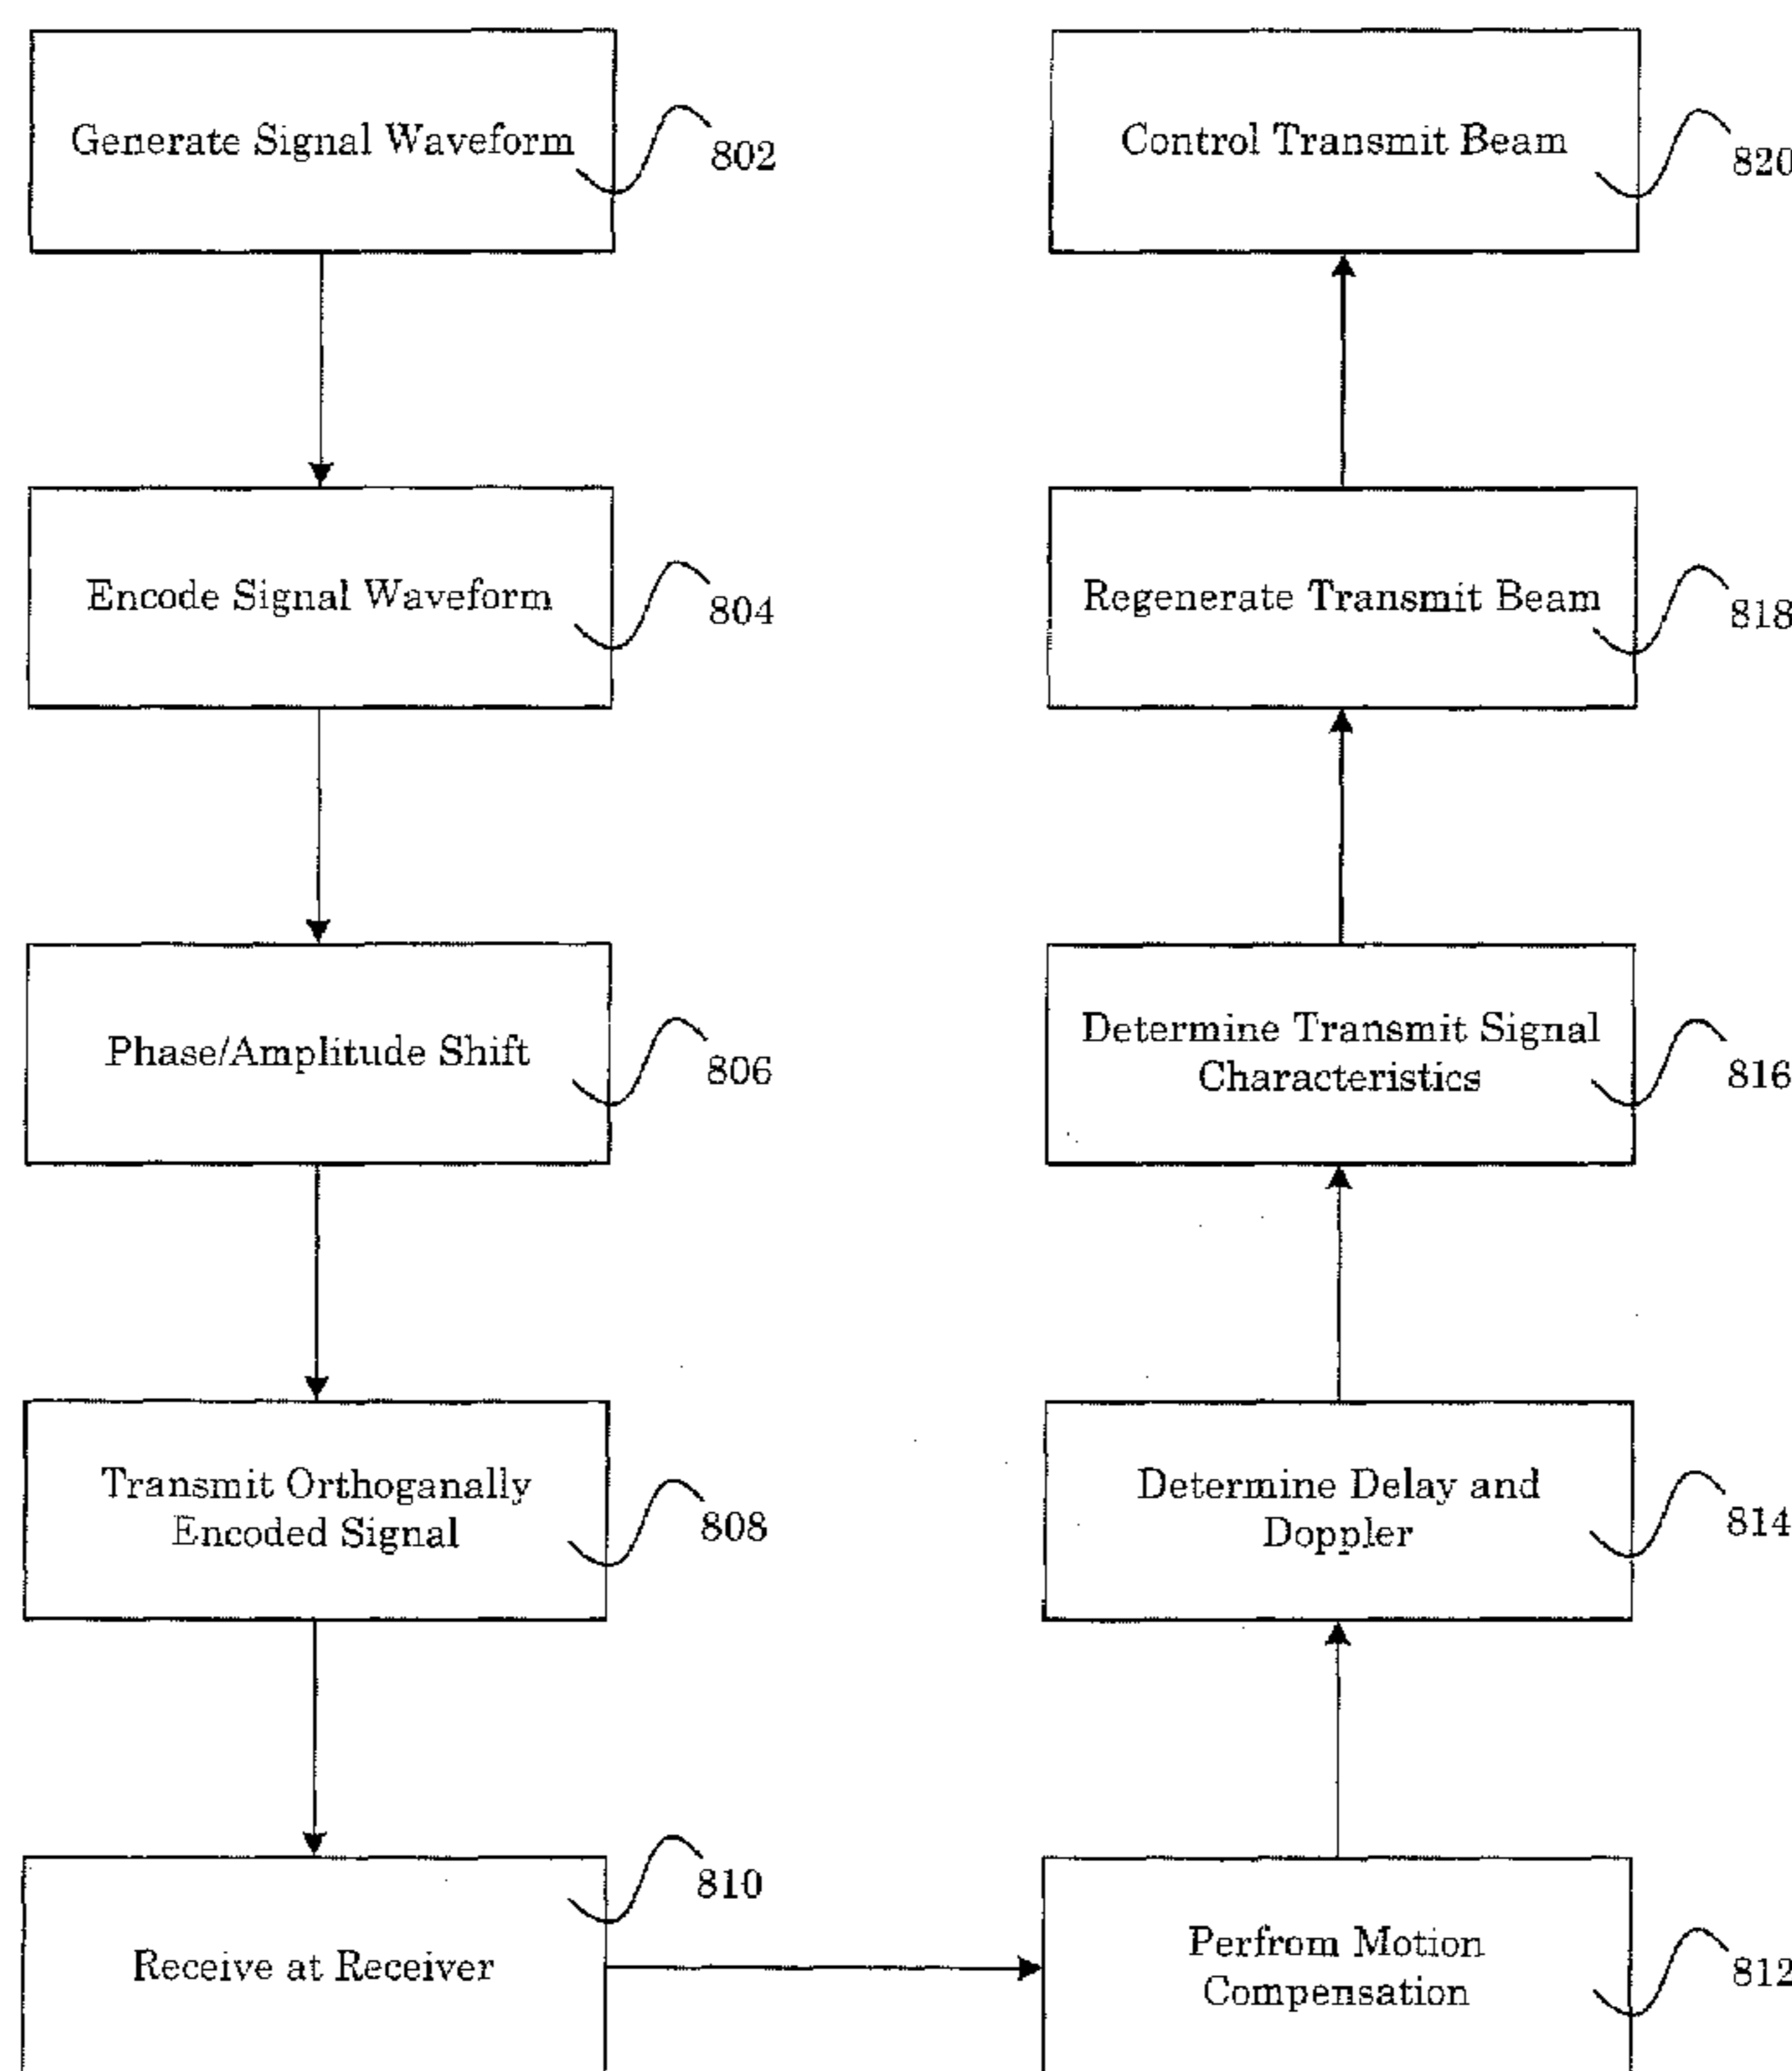 Generate Signal Waveform
802
Encode Signal Waveform
804
Phase/Amplitude Shift
806
Transmit Orthoganally
Encoded Signal
808
Receive at Receiver
810
Perfrom Motion
Compensation
812
Determine Delay and
Doppler
814
Determine Transmit Signal
Characteristics
816
Regenerate Transmit Beam
818
Control Transmit Beam
820